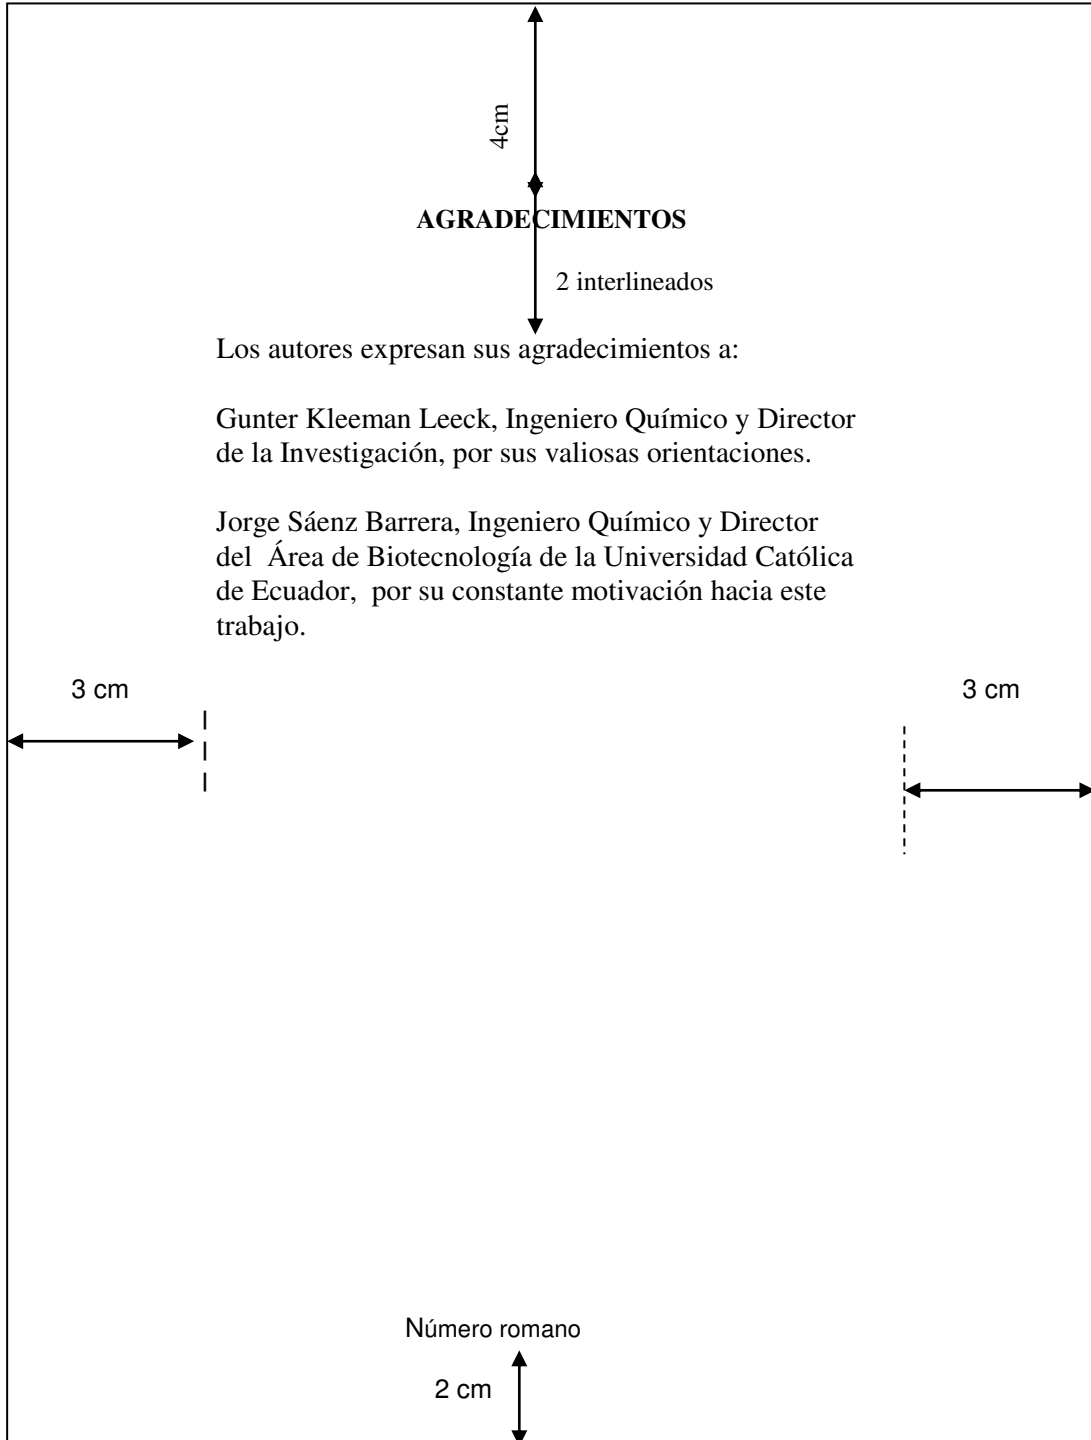 4cm
AGRADECIMIENTOS
2 interlineados
Los autores expresan sus agradecimientos a:
Gunter Kleeman Leeck, Ingeniero Químico y Director
de la Investigación, por sus valiosas orientaciones.
Jorge Sáenz Barrera, Ingeniero Químico y Director
del Área de Biotecnología de la Universidad Católica
de Ecuador, por su constante motivación hacia este
trabajo.
3 cm
3 cm
Número romano
2 cm